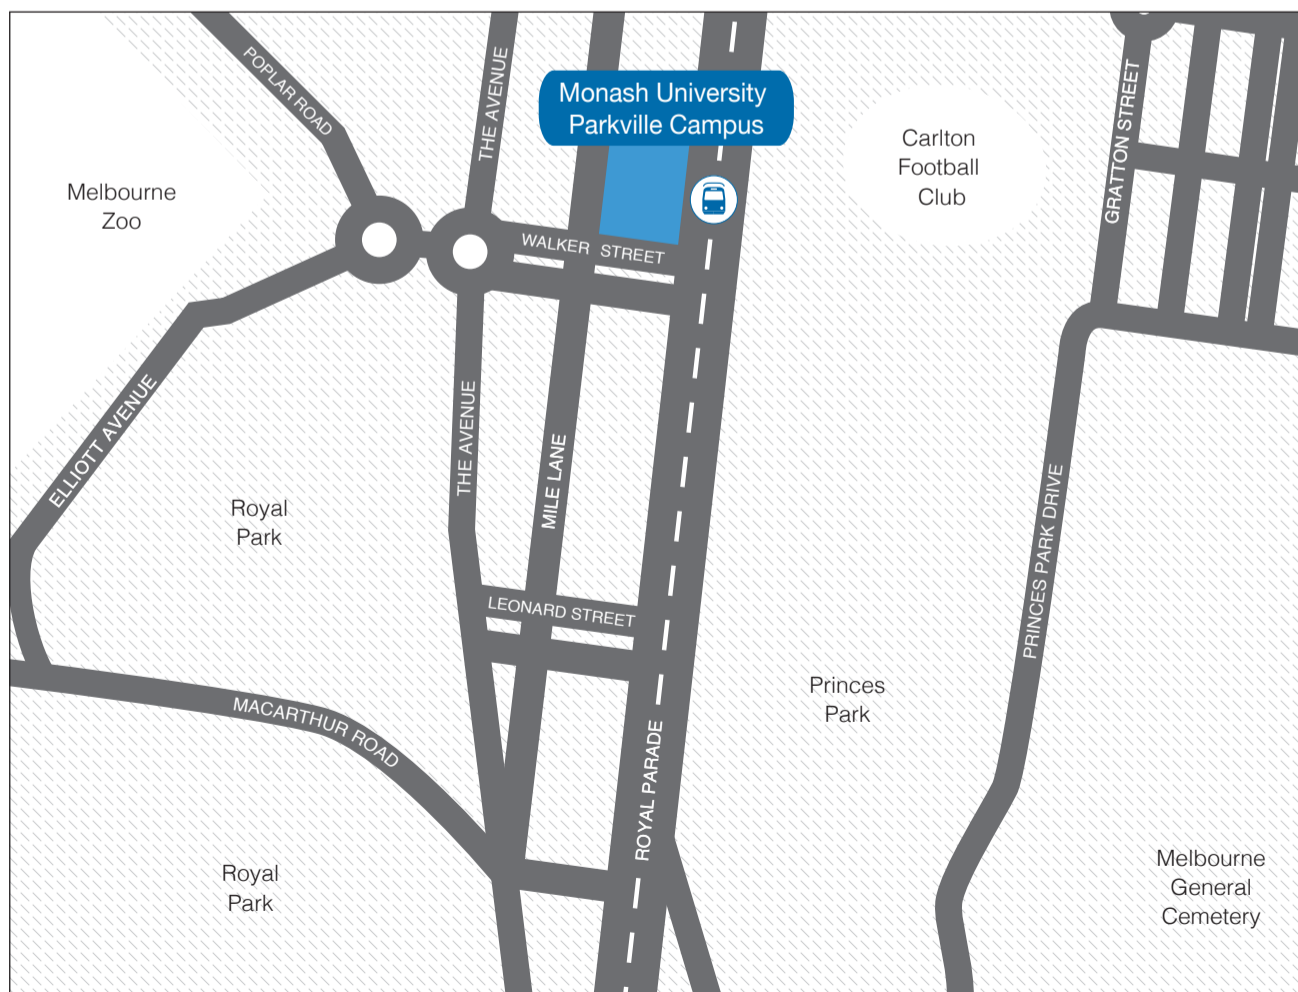 POPLAR ROAD
THE AVENUE
Monash University
Parkville Campus
Carlton
Football
Club
GRATTON STREET
Melbourne
Zoo
WALKER STREET
ELLIOTT AVENUE
THE AVENUE
MILE LANE
Royal
Park
PRINCES PARK DRIVE
LEONARD STREET
Princes
Park
MACARTHUR ROAD
ROYAL PARADE
Royal
Park
Melbourne
General
Cemetery